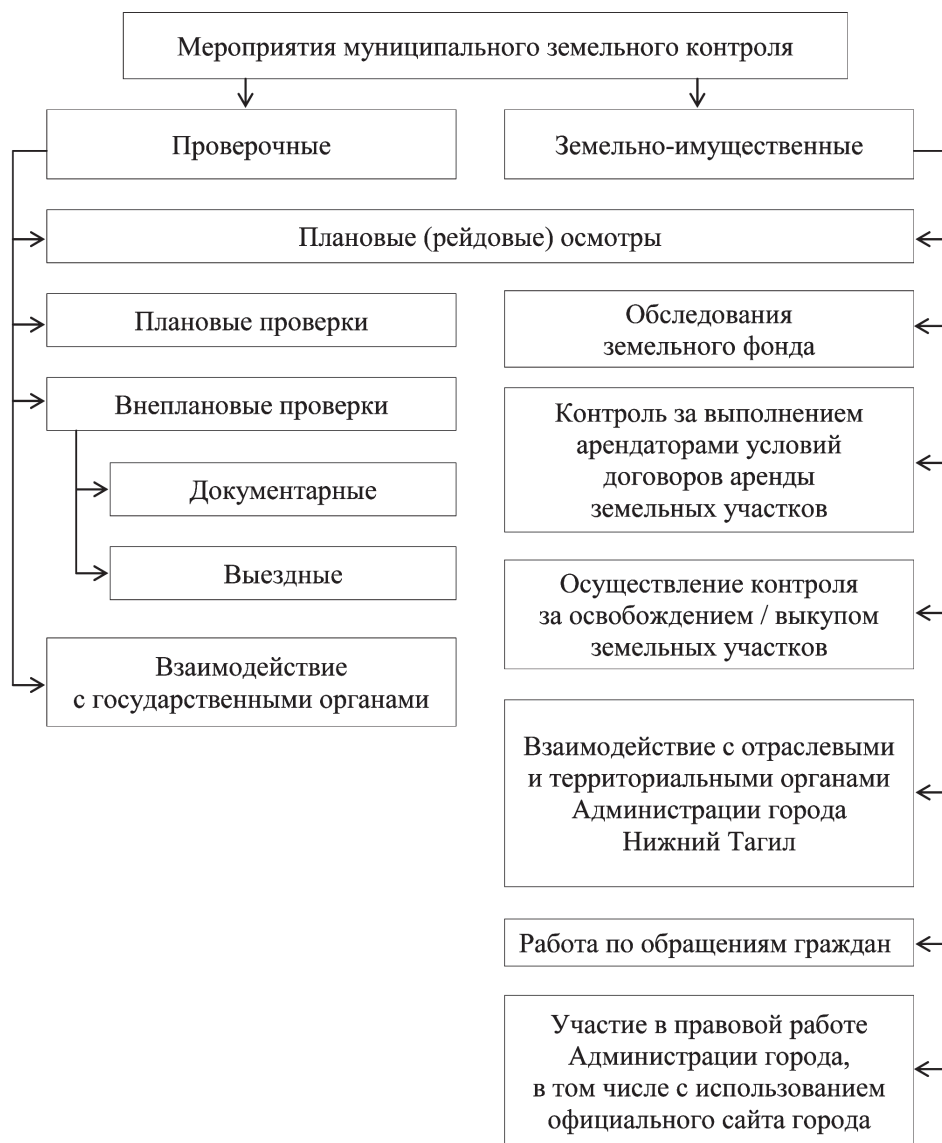 Мероприятия муниципального земельного контроля
Проверочные
Земельно-имущественные
Плановые (рейдовые) осмотры
Плановые проверки
Внеплановые проверки
Документарные
Выездные
Взаимодействие
с государственными органами
Обследования
земельного фонда
Контроль за выполнением
арендаторами условий
договоров аренды
земельных участков
Осуществление контроля
за освобождением / выкупом
земельных участков
Взаимодействие с отраслевыми
и территориальными органами
Администрации города
Нижний Тагил
Работа по обращениям граждан
Участие в правовой работе
Администрации города,
в том числе с использованием
официального сайта города